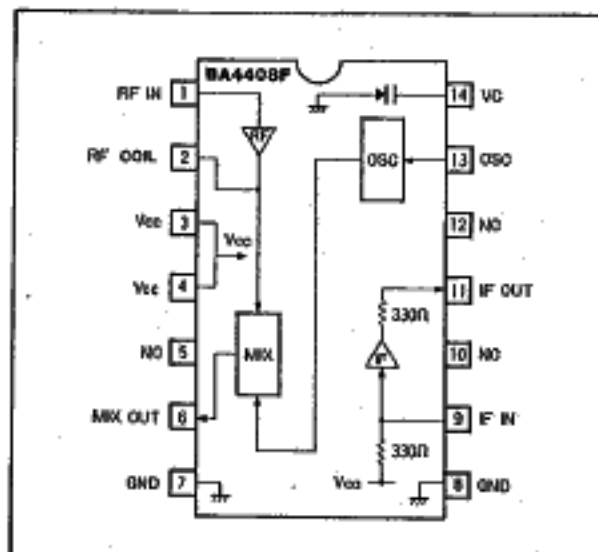 BA4408F
RF IN 1
RF
14 VC
RF COIL 2
OSC
13 OSC
Vcc 3
Vcc
12 NC
Vcc 4
11 IF OUT
330Ω
NC 5
MIX
IF
10 NC
MIX OUT 6
9 IF IN
330Ω
GND 7
Vcc
8 GND